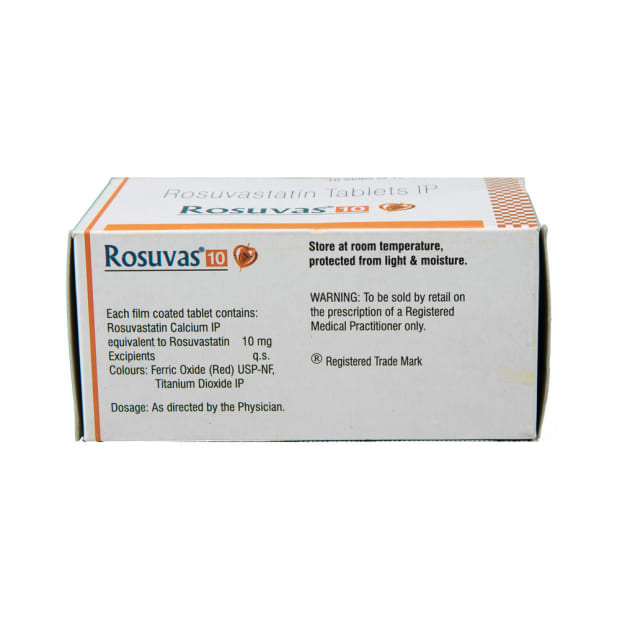 Rosuvastatin Tablets IP
Rosuvas 10
Rosuvas® 10
Each film coated tablet contains:
Rosuvastatin Calcium IP
equivalent to Rosuvastatin 10 mg
Excipients q.s.
Colours: Ferric Oxide (Red) USP-NF,
Titanium Dioxide IP
Dosage: As directed by the Physician.
Store at room temperature,
protected from light & moisture.
WARNING: To be sold by retail on
the prescription of a Registered
Medical Practitioner only.
® Registered Trade Mark